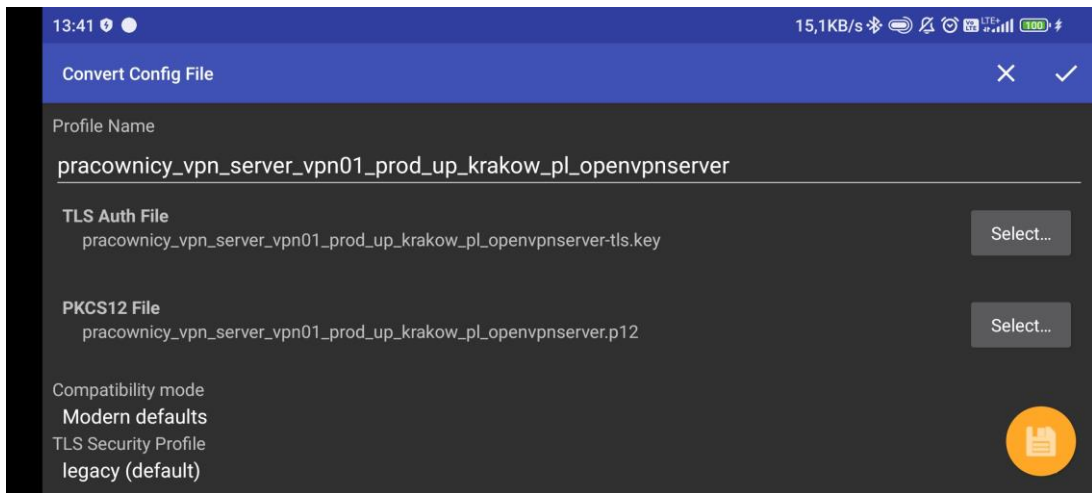 13:41
15,1KB/s LTE+ 100
Convert Config File
Profile Name
pracownicy_vpn_server_vpn01_prod_up_krakow_pl_openvpnserver
TLS Auth File
pracownicy_vpn_server_vpn01_prod_up_krakow_pl_openvpnserver-tls.key
Select...
PKCS12 File
pracownicy_vpn_server_vpn01_prod_up_krakow_pl_openvpnserver.p12
Select...
Compatibility mode
Modern defaults
TLS Security Profile
legacy (default)